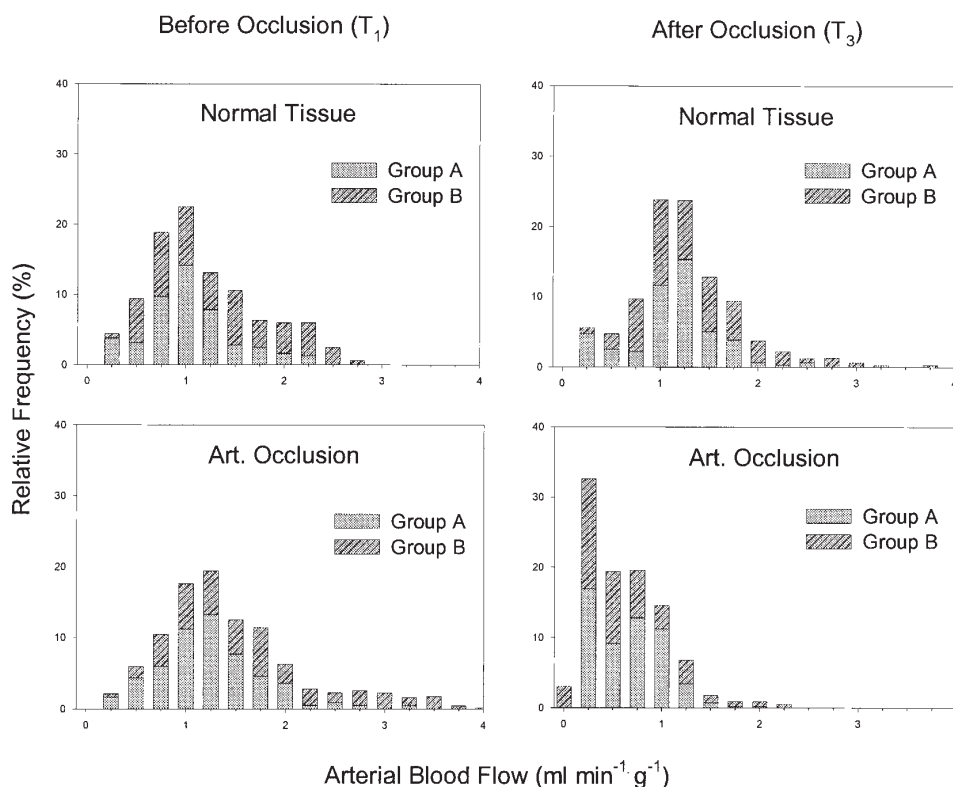 Before Occlusion (T1)
After Occlusion (T3)
Relative Frequency (%)
Normal Tissue
Group A
Group B
40
30
20
10
0
0 1 2 3 4
Normal Tissue
Group A
Group B
40
30
20
10
0
0 1 2 3 4
Art. Occlusion
Group A
Group B
40
30
20
10
0
0 1 2 3 4
Art. Occlusion
Group A
Group B
40
30
20
10
0
0 1 2 3
Arterial Blood Flow (ml min-1 g-1)